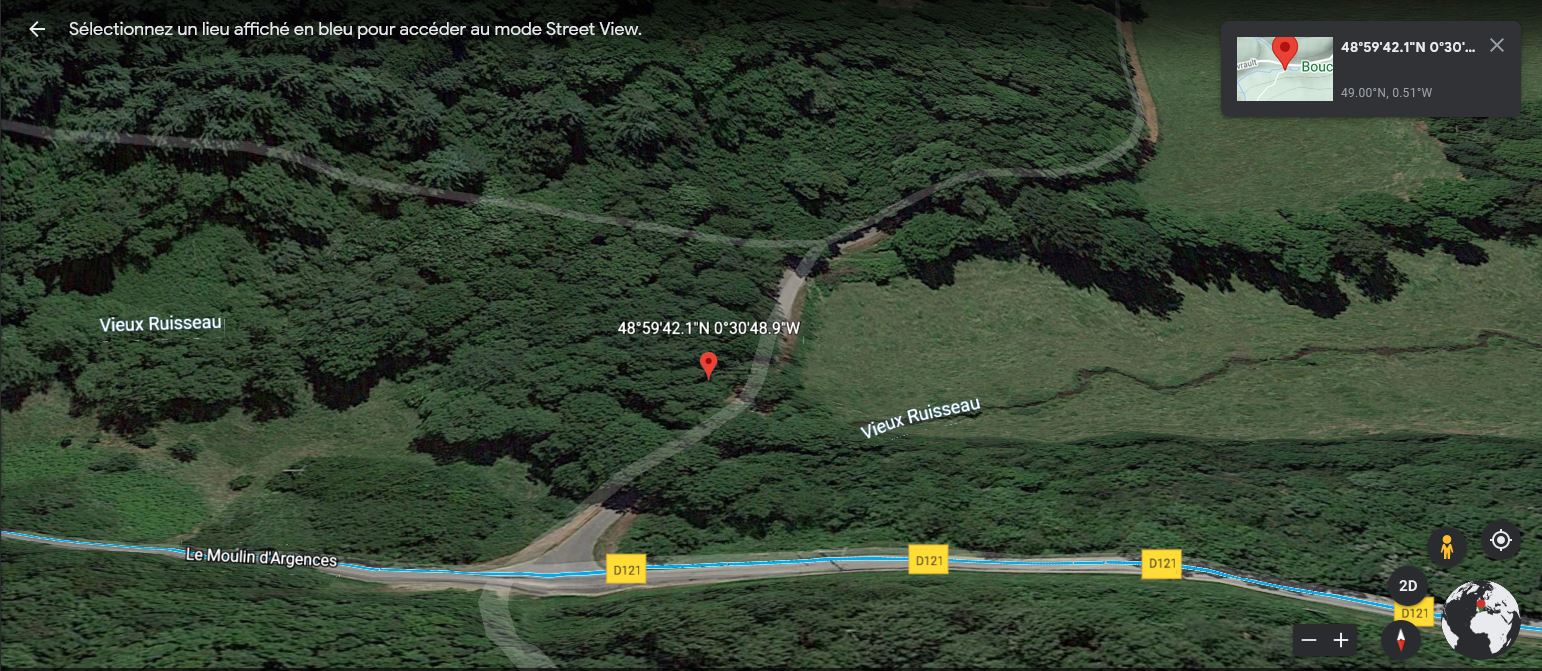 Sélectionnez un lieu affiché en bleu pour accéder au mode Street View.
48°59'42.1"N 0°30'...
vrault
Bouc
49.00°N, 0.51°W
Vieux Ruisseau
48°59'42.1"N 0°30'48.9"W
Vieux Ruisseau
Le Moulin d'Argences
D121
D121
D121
D121
2D